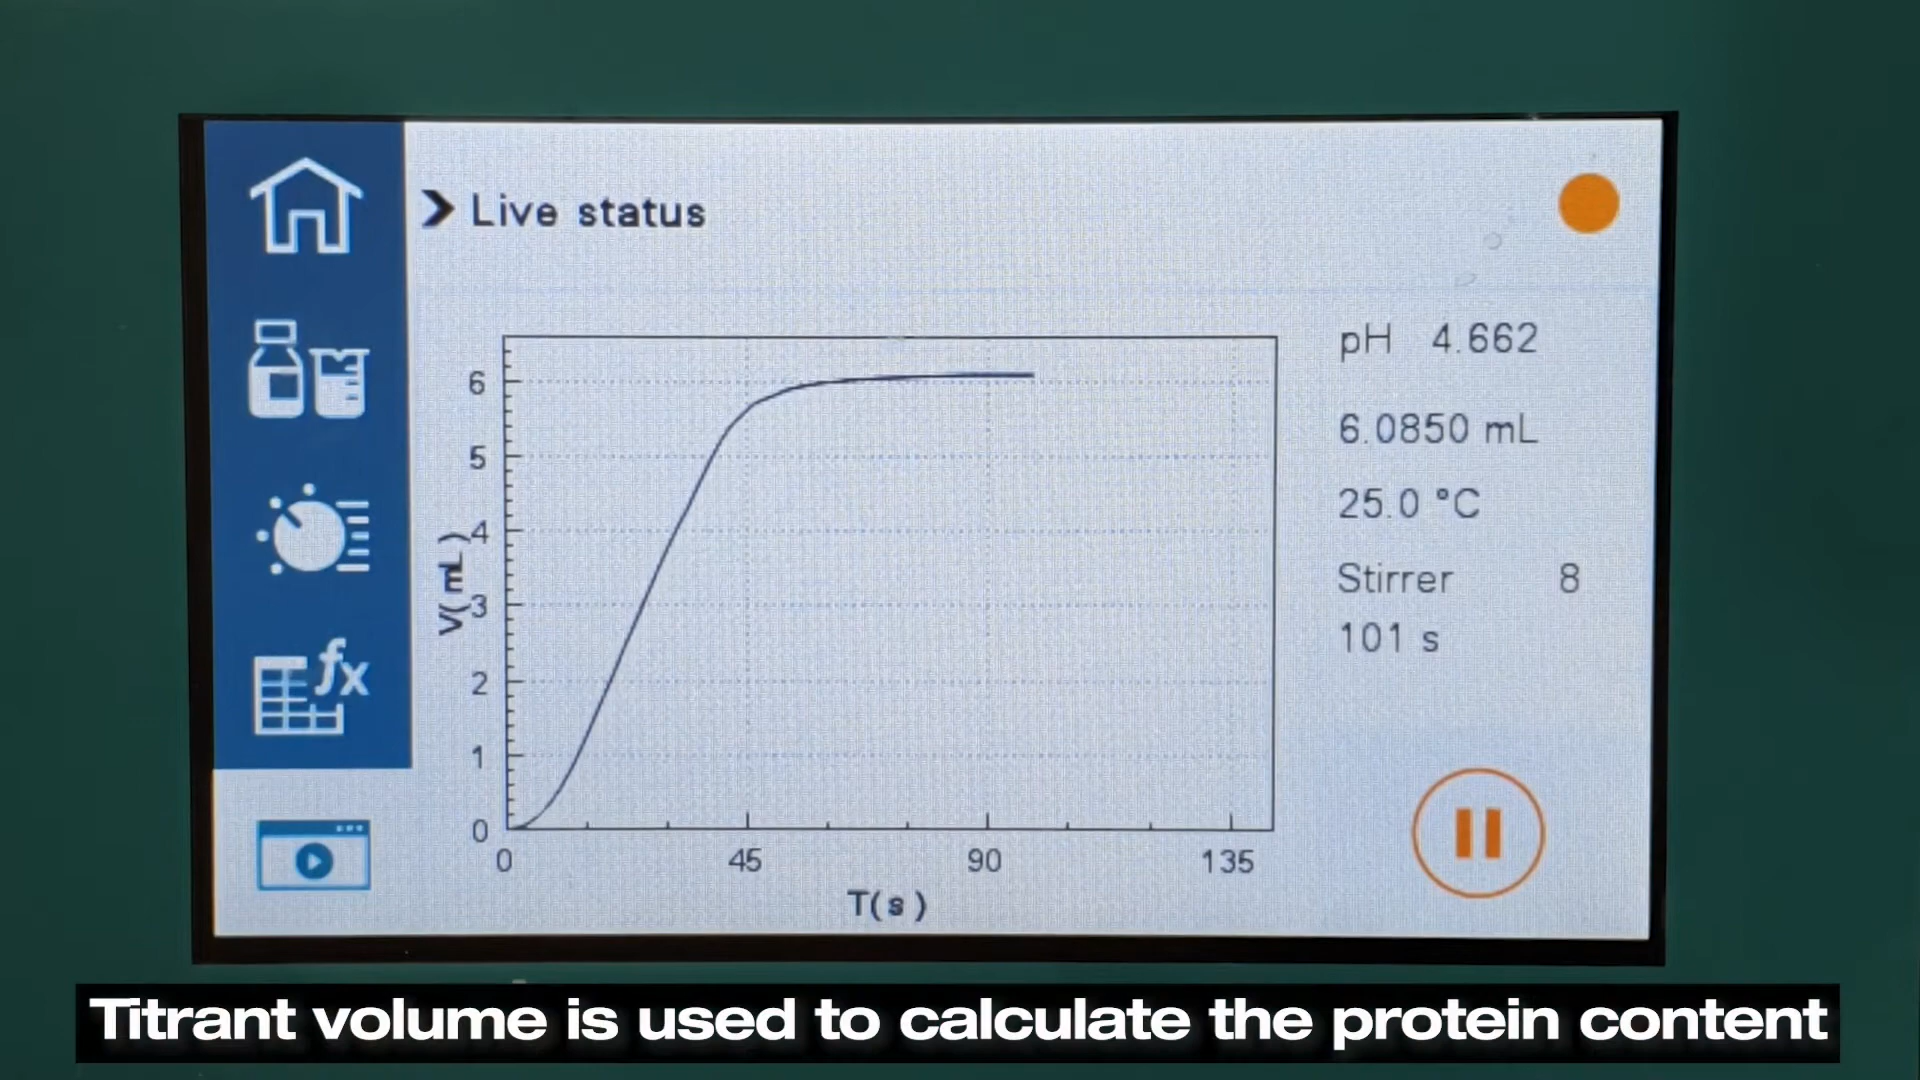 Live status
pH 4.662
6.0850 mL
25.0 °C
Stirrer 8
101 s
V(mL)
6
5
4
3
2
1
0
0 45 90 135
T(s)
fx
Titrant volume is used to calculate the protein content